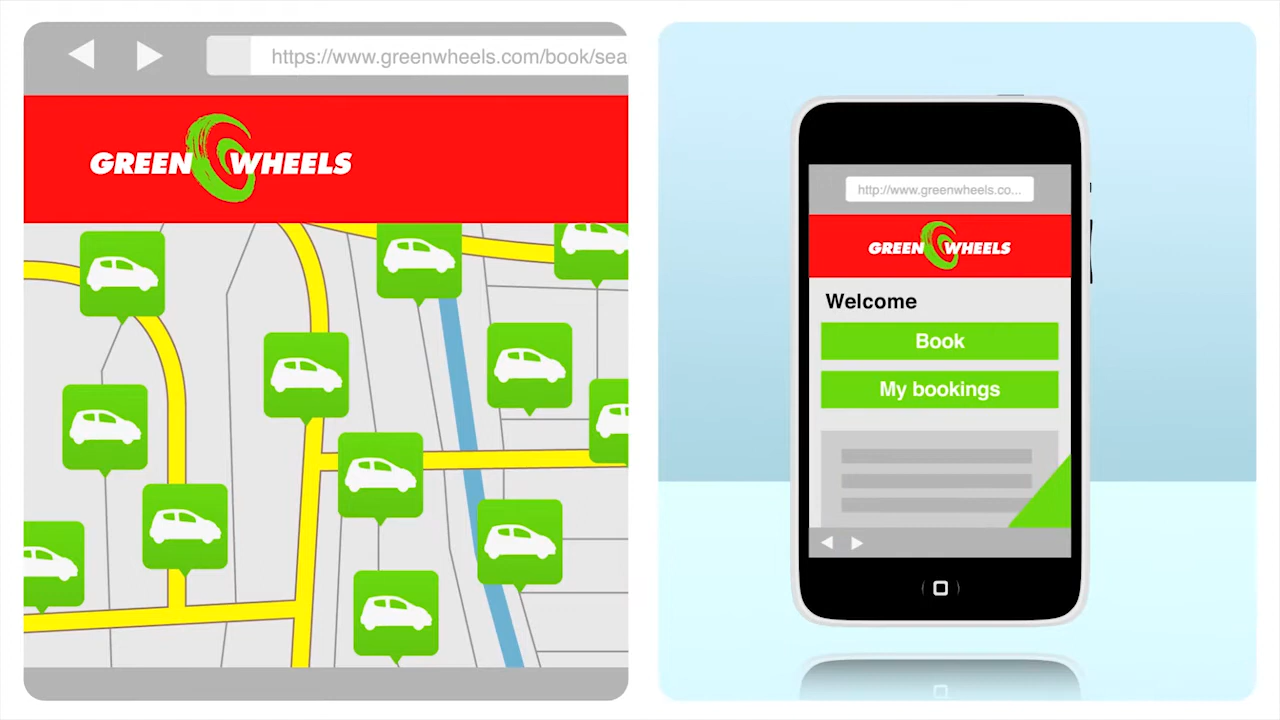 https://www.greenwheels.com/book/sea
GREEN WHEELS
http://www.greenwheels.co...
GREEN WHEELS
Welcome
Book
My bookings